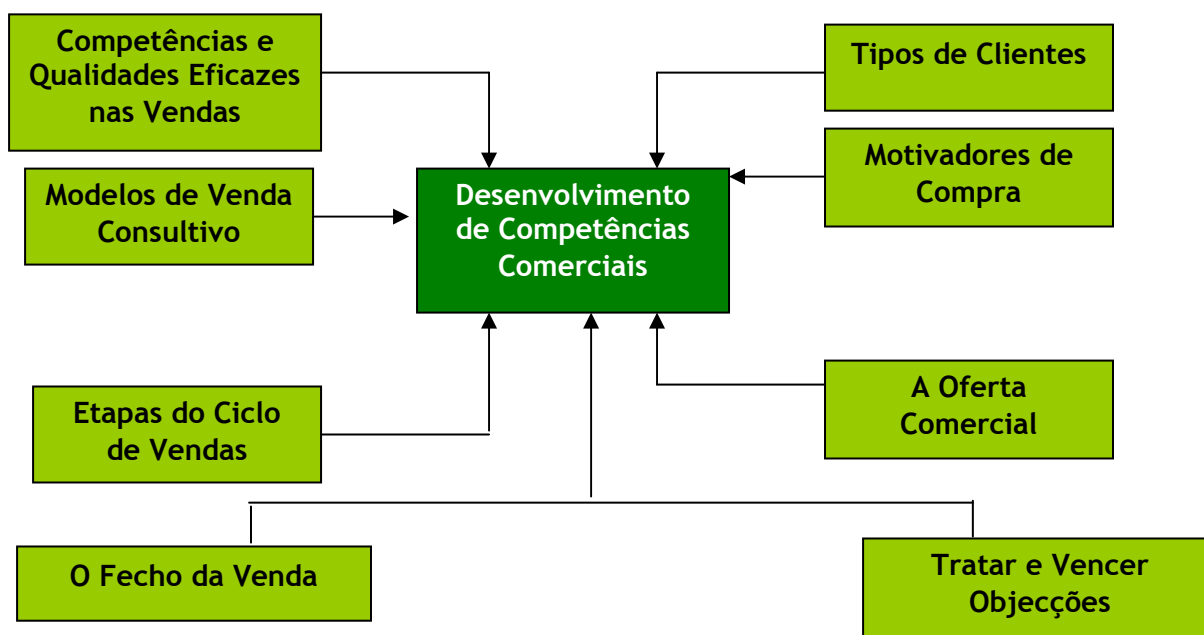 Competências e
Qualidades Eficazes
nas Vendas
Tipos de Clientes
Modelos de Venda
Consultivo
Desenvolvimento
de Competências
Comerciais
Motivadores de
Compra
Etapas do Ciclo
de Vendas
A Oferta
Comercial
O Fecho da Venda
Tratar e Vencer
Objecções